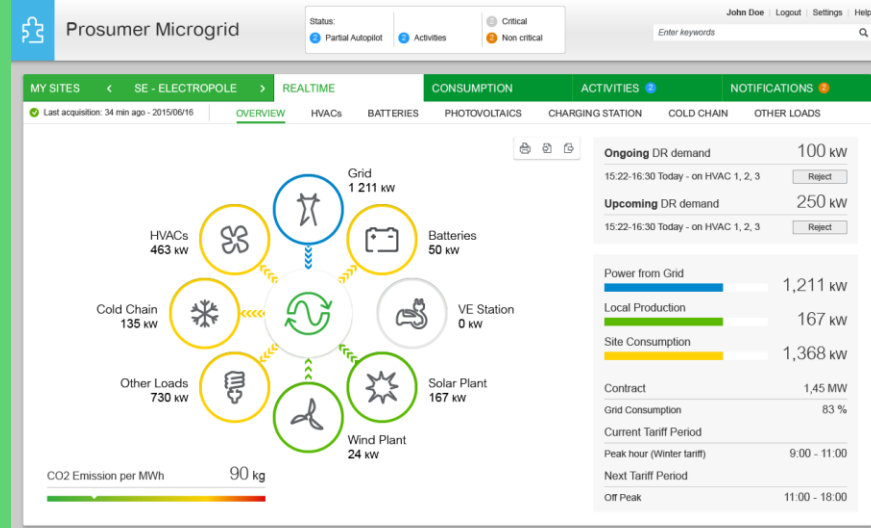 John Doe | Logout | Settings | Help
Prosumer Microgrid
Status:
2 Partial Autopilot
2 Activities
2 Critical
2 Non critical
Enter keywords
MY SITES < SE - ELECTROPOLE > REALTIME CONSUMPTION ACTIVITIES 2 NOTIFICATIONS 2
Last acquisition: 34 min ago - 2015/06/16
OVERVIEW HVACs BATTERIES PHOTOVOLTAICS CHARGING STATION COLD CHAIN OTHER LOADS
Grid
1 211 kW
HVACs
463 kW
Batteries
50 kW
Cold Chain
135 kW
VE Station
0 kW
Other Loads
730 kW
Solar Plant
167 kW
Wind Plant
24 kW
CO2 Emission per MWh 90 kg
Ongoing DR demand 100 kW
15:22-16:30 Today - on HVAC 1, 2, 3 Reject
Upcoming DR demand 250 kW
15:22-16:30 Today - on HVAC 1, 2, 3 Reject
Power from Grid
1,211 kW
Local Production
167 kW
Site Consumption
1,368 kW
Contract 1,45 MW
Grid Consumption 83 %
Current Tariff Period
Peak hour (Winter tariff) 9:00 - 11:00
Next Tariff Period
Off Peak 11:00 - 18:00